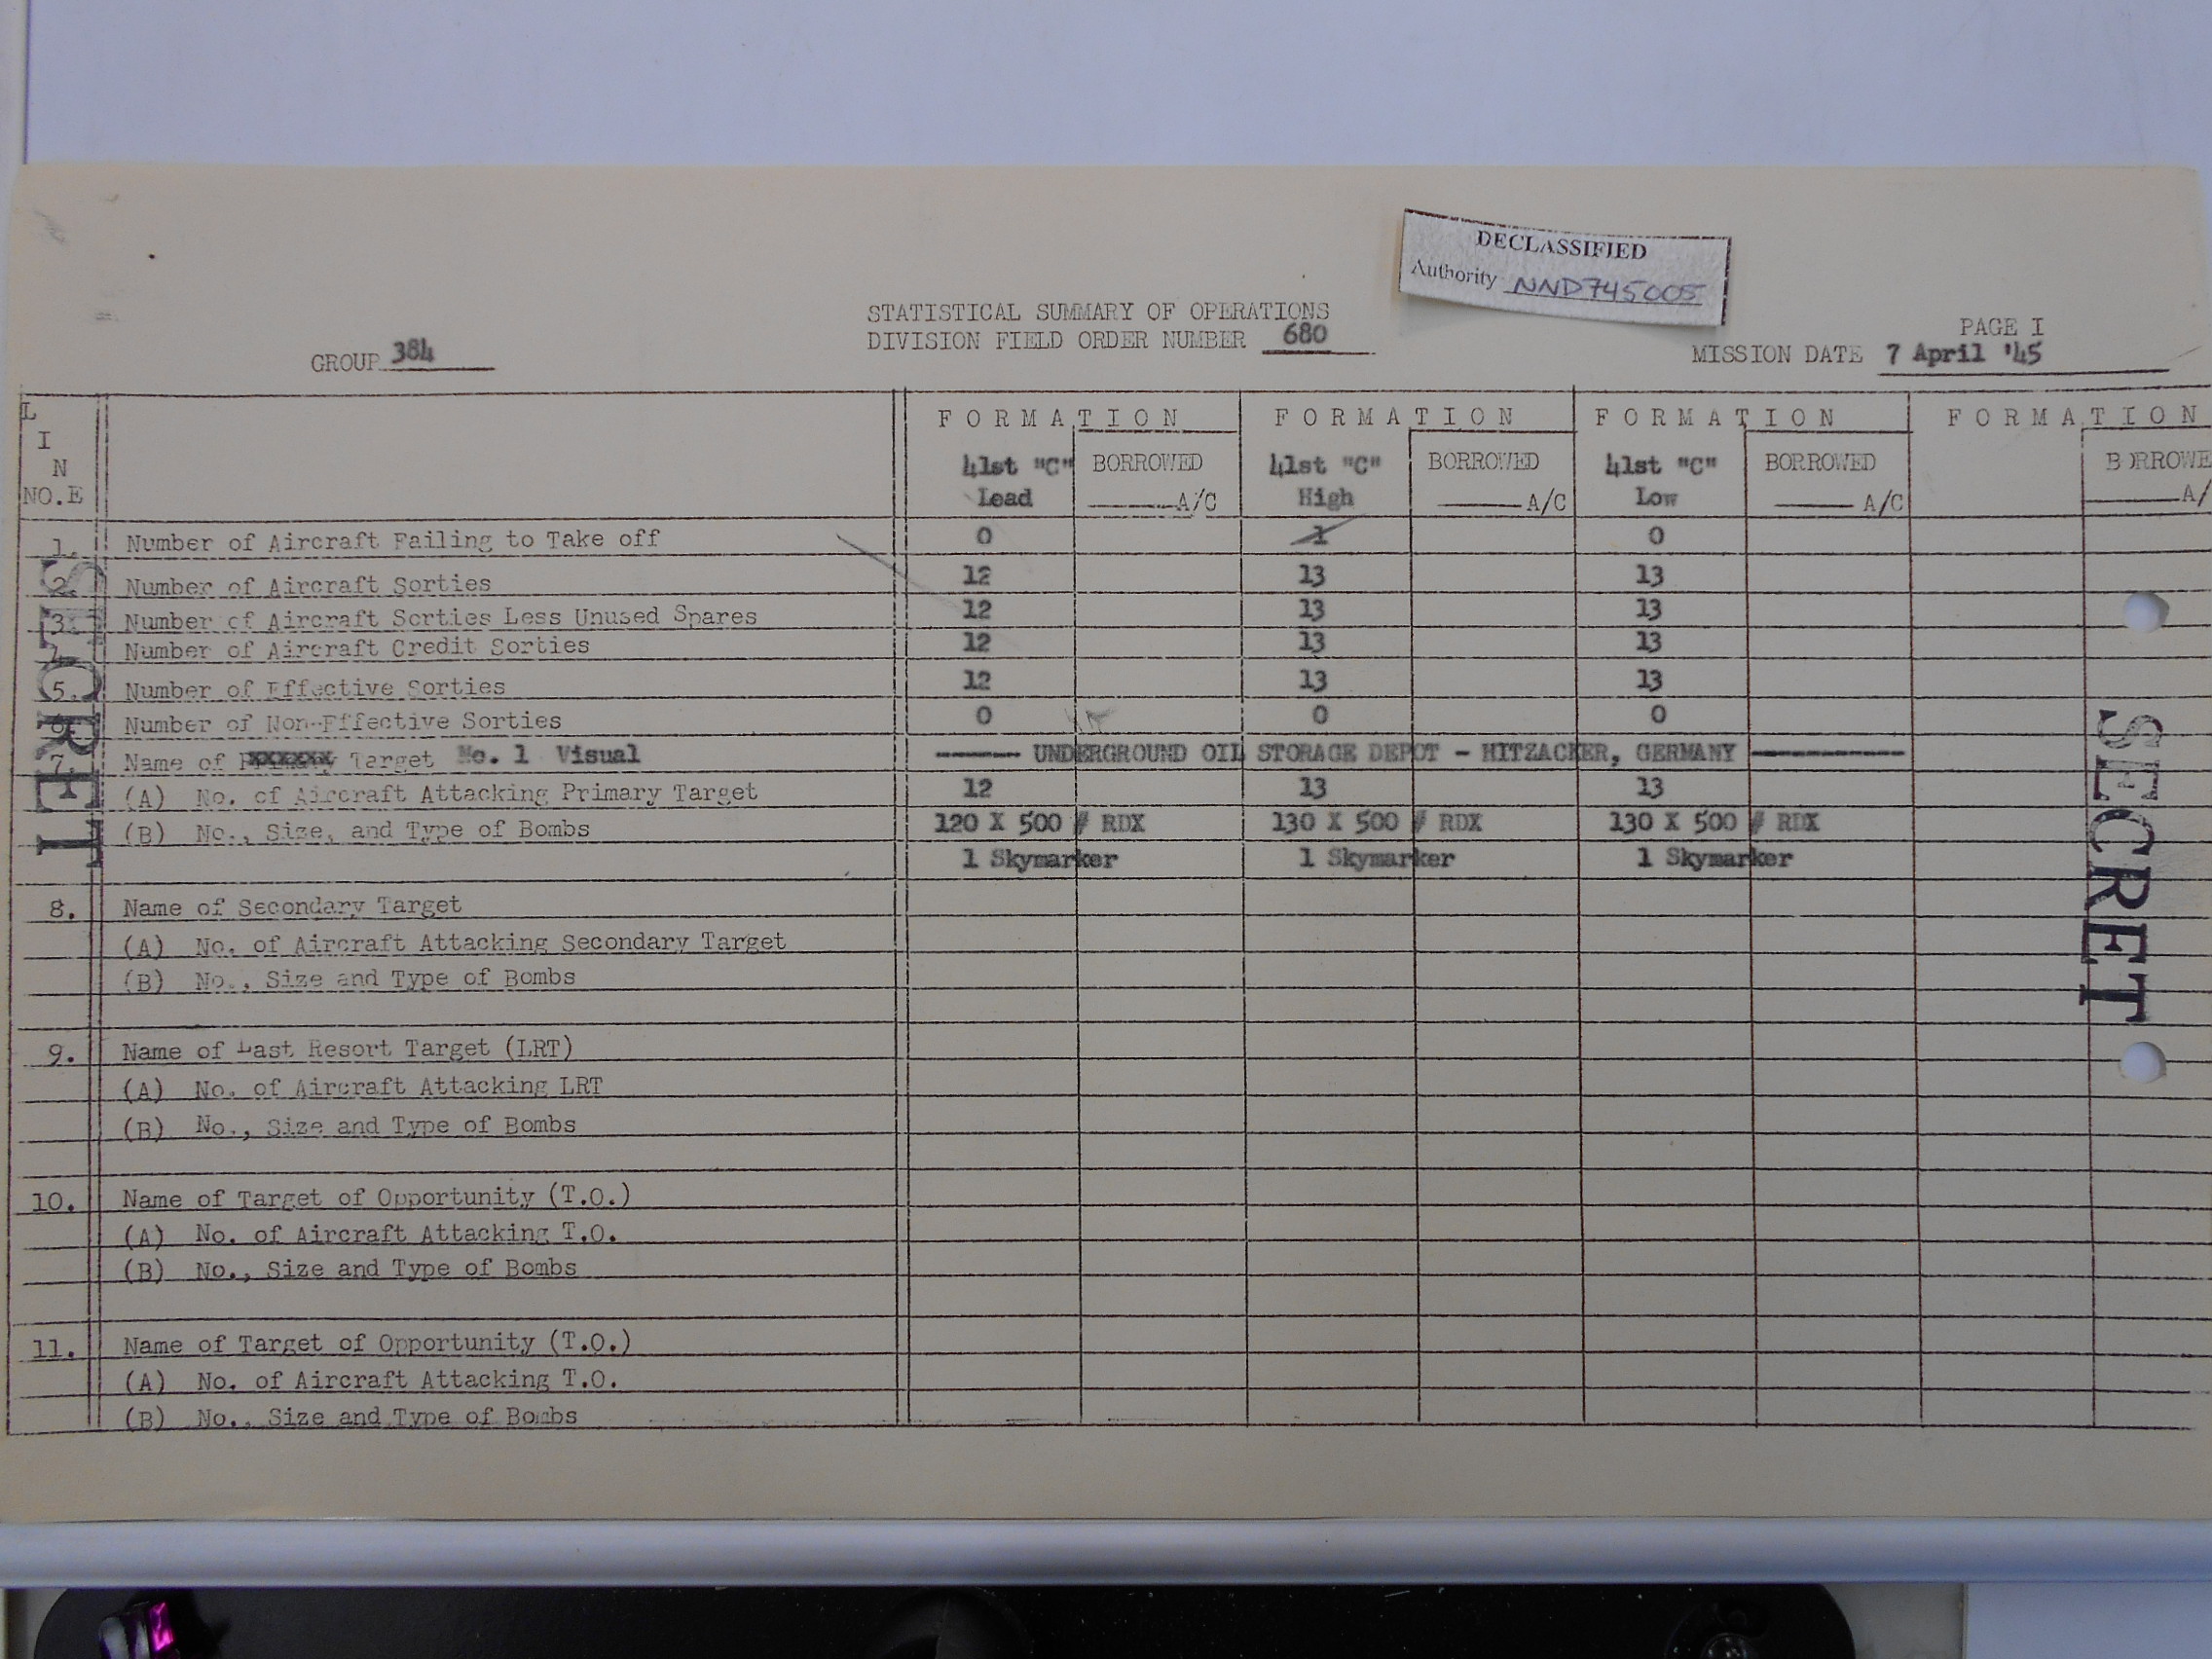 DECLASSIFIED
Authority NND745005
STATISTICAL SUMMARY OF OPERATIONS
DIVISION FIELD ORDER NUMBER 680
PAGE I
GROUP 384
MISSION DATE 7 April '45
LINE NO.
FORMATION FORMATION FORMATION FORMATION
41st "C" BORROWED 41st "C" BORROWED 41st "C" BORROWED BORROWE
Lead A/C High A/C Low A/C A/
1. Number of Aircraft Failing to Take off 0 1 0
2. Number of Aircraft Sorties 12 13 13
3. Number of Aircraft Sorties Less Unused Spares 12 13 13
4. Number of Aircraft Credit Sorties 12 13 13
5. Number of Effective Sorties 12 13 13
6. Number of Non-Effective Sorties 0 0 0
7. Name of Target No. 1 Visual UNDERGROUND OIL STORAGE DEPOT - HITZACKER, GERMANY
(A) No. of Aircraft Attacking Primary Target 12 13 13
(B) No., Size, and Type of Bombs 120 X 500 # RDX 130 X 500 # RDX 130 X 500 # RDX
1 Skymarker 1 Skymarker 1 Skymarker
8. Name of Secondary Target
(A) No. of Aircraft Attacking Secondary Target
(B) No., Size and Type of Bombs
9. Name of Last Resort Target (LRT)
(A) No. of Aircraft Attacking LRT
(B) No., Size and Type of Bombs
10. Name of Target of Opportunity (T.O.)
(A) No. of Aircraft Attacking T.O.
(B) No., Size and Type of Bombs
11. Name of Target of Opportunity (T.O.)
(A) No. of Aircraft Attacking T.O.
(B) No., Size and Type of Bombs
SECRET
SECRET